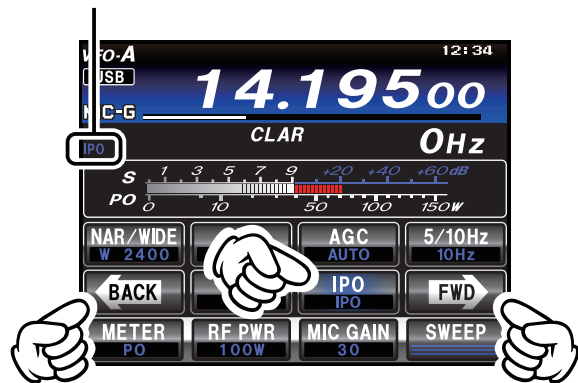 VFO-A 12:34
USB 14.19500
MIC-G
IPO CLAR 0Hz
S 1 3 5 7 9 +20 +40 +60dB
PO 0 10 50 100 150W
NAR/WIDE AGC 5/10Hz
W 2400 AUTO 10Hz
BACK IPO FWD
IPO
METER RF PWR MIC GAIN SWEEP
PO 100W 30